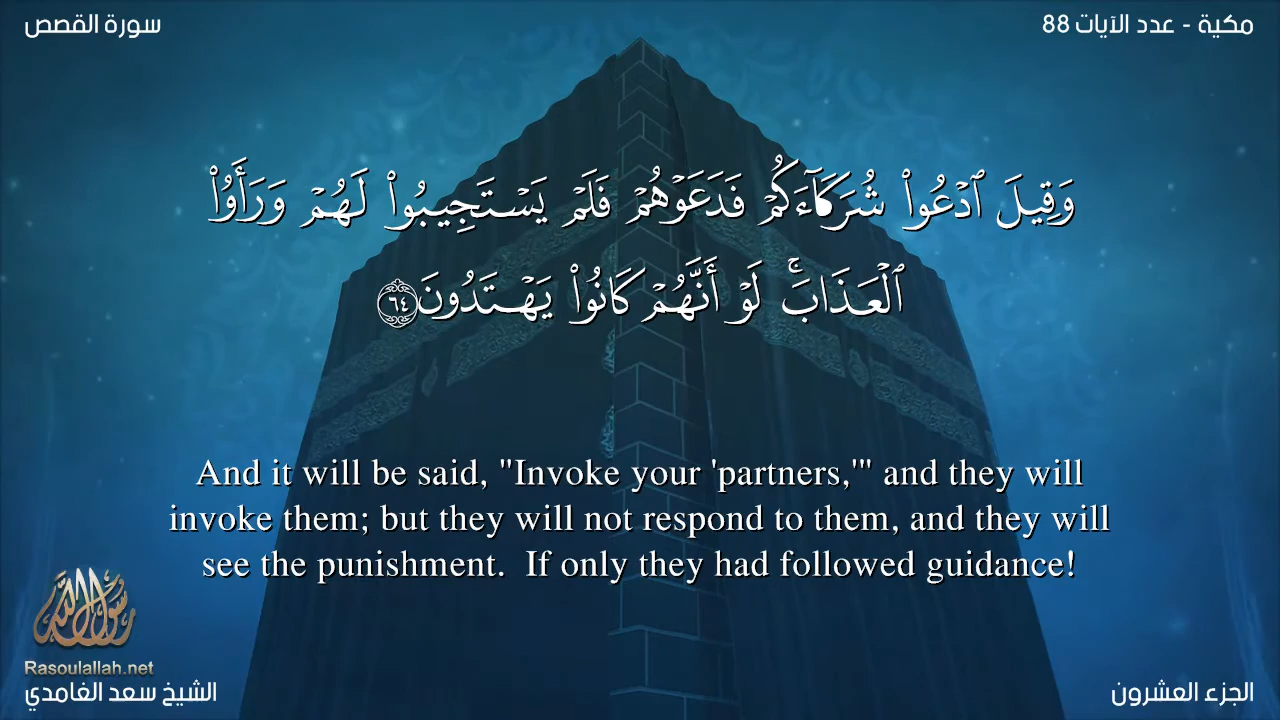 سورة القصص
مكية - عدد الآيات 88
وَقِيلَ ٱدْعُوا۟ شُرَكَآءَكُمْ فَدَعَوْهُمْ فَلَمْ يَسْتَجِيبُوا۟ لَهُمْ وَرَأَوُا۟
ٱلْعَذَابَ ۚ لَوْ أَنَّهُمْ كَانُوا۟ يَهْتَدُونَ ٦٤
And it will be said, "Invoke your 'partners,'" and they will
invoke them; but they will not respond to them, and they will
see the punishment.  If only they had followed guidance!
رسول الله
Rasoulallah.net
الشيخ سعد الغامدي
الجزء العشرون